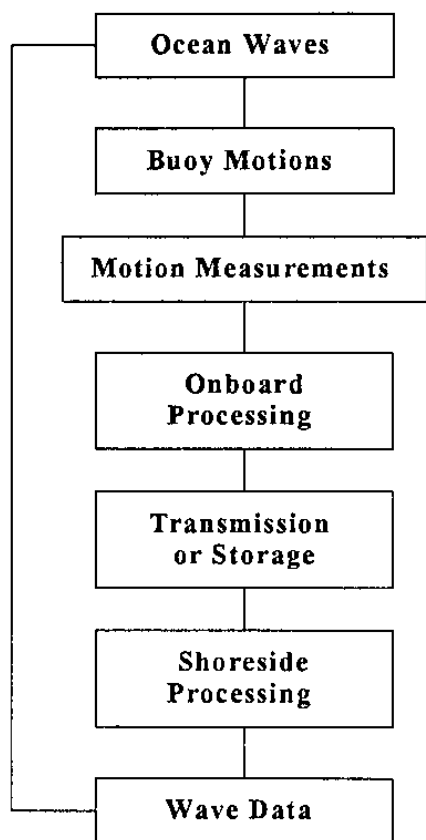 Ocean Waves
Buoy Motions
Motion Measurements
Onboard
Processing
Transmission
or Storage
Shoreside
Processing
Wave Data